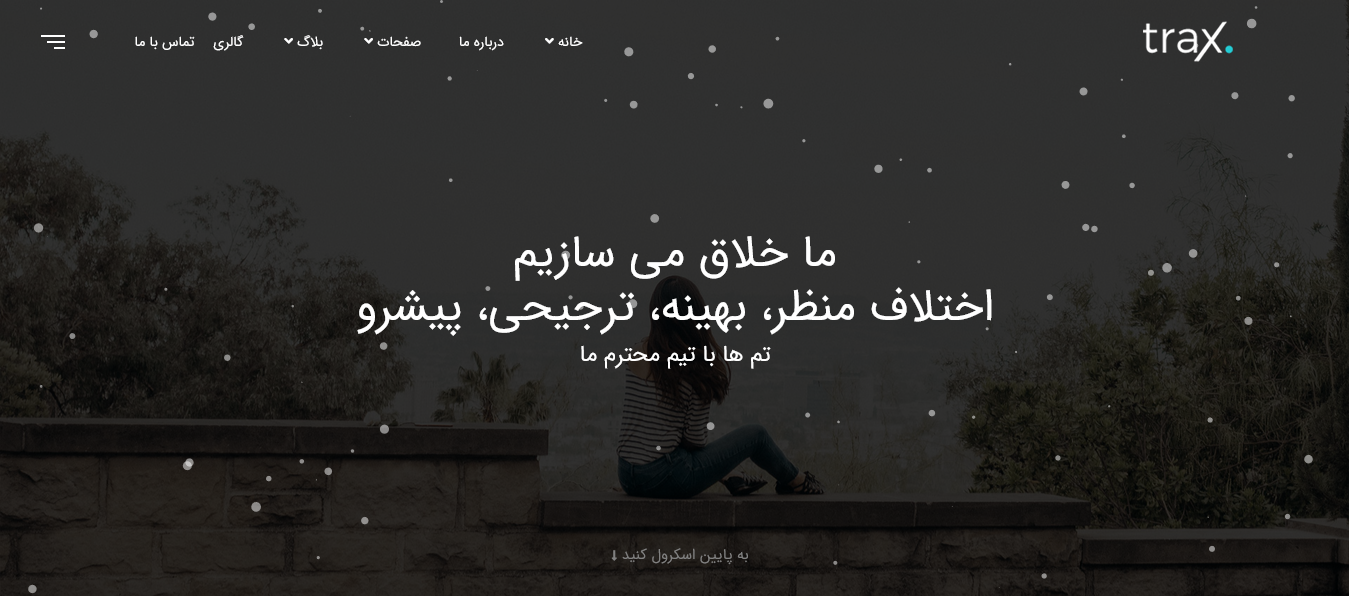 trax.
خانه
درباره ما
صفحات
بلاگ
گالری
تماس با ما
ما خلاق می سازیم
اختلاف منظر، بهینه، ترجیحی، پیشرو
تم ها با تیم محترم ما
به پایین اسکرول کنید